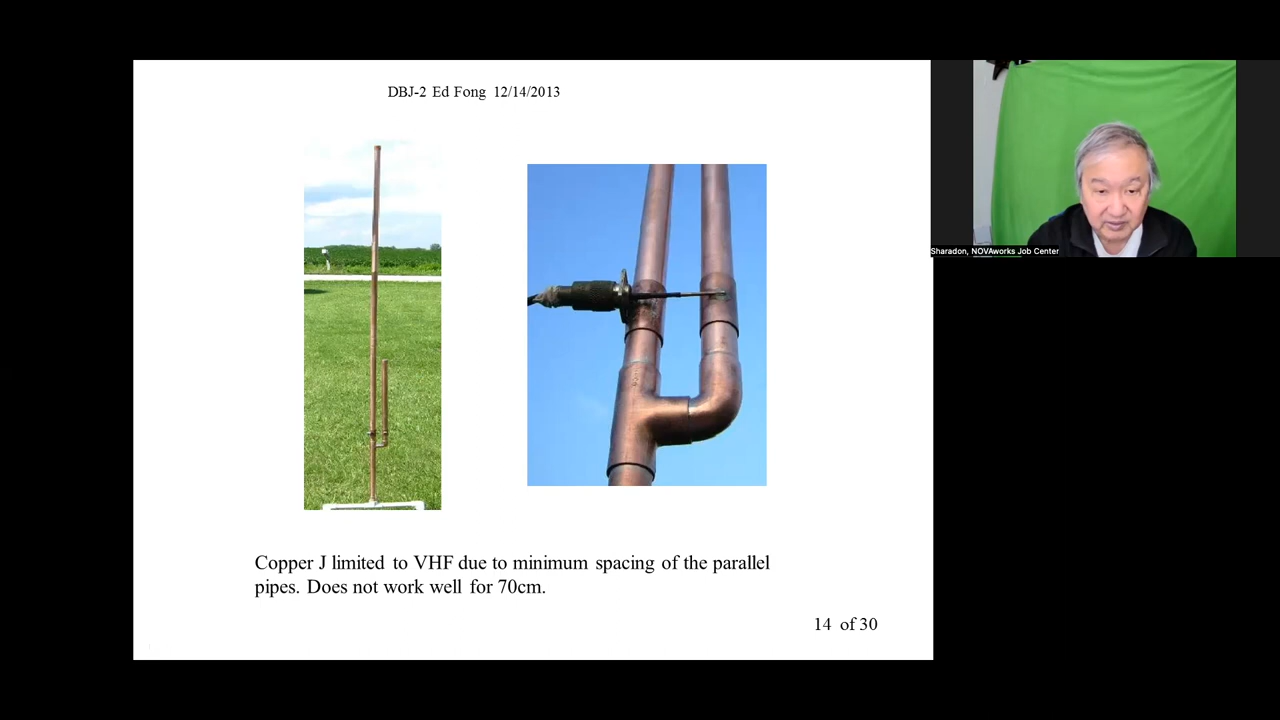 DBJ-2 Ed Fong 12/14/2013
Sharadon, NOVAworks Job Center
Copper J limited to VHF due to minimum spacing of the parallel
pipes. Does not work well for 70cm.
14 of 30